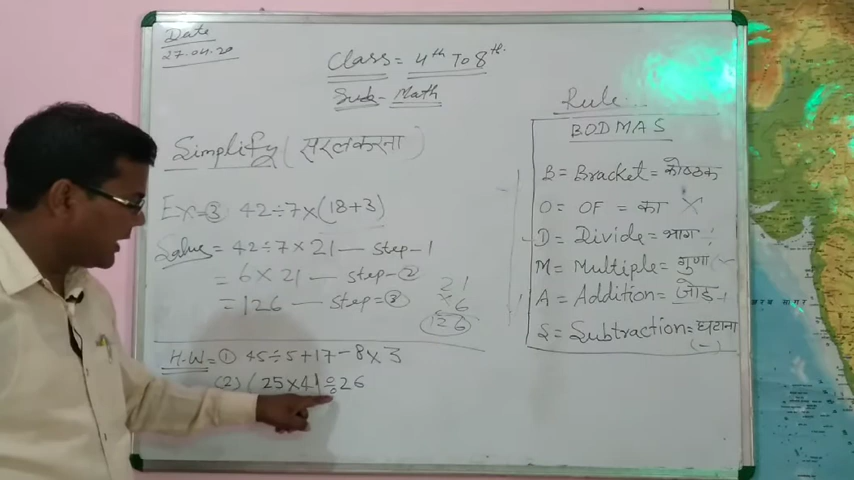 Date
27.04.20
Class = 4th To 8th.
Sub:- Math
Simplify (सरलकरना)
Ex=③ 42÷7×(18+3)
Solve = 42÷7×21 — step-1
= 6×21 — step-②
= 126 — step=③
21
×6
126
H.W=① 45÷5+17-8×3
(2) (25×4)÷26
Rule...
BODMAS
B = Bracket = कोष्ठक
O = OF = का ×
D = Divide = भाग ÷
M = Multiple = गुणा
A = Addition = जोड़ +
S = Subtraction = घटाना
(-)